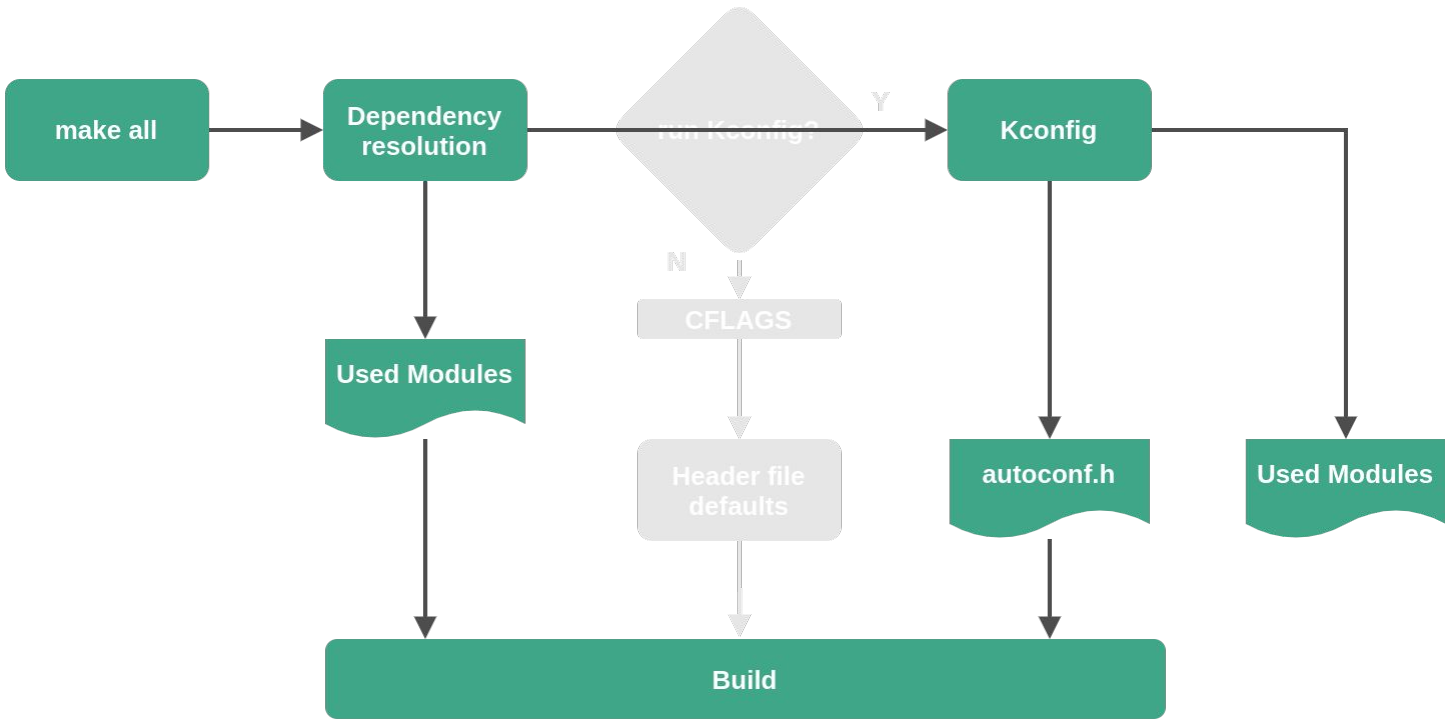 make all
Dependency
resolution
run Kconfig?
Y
Kconfig
N
CFLAGS
Used Modules
Header file
defaults
autoconf.h
Used Modules
Build